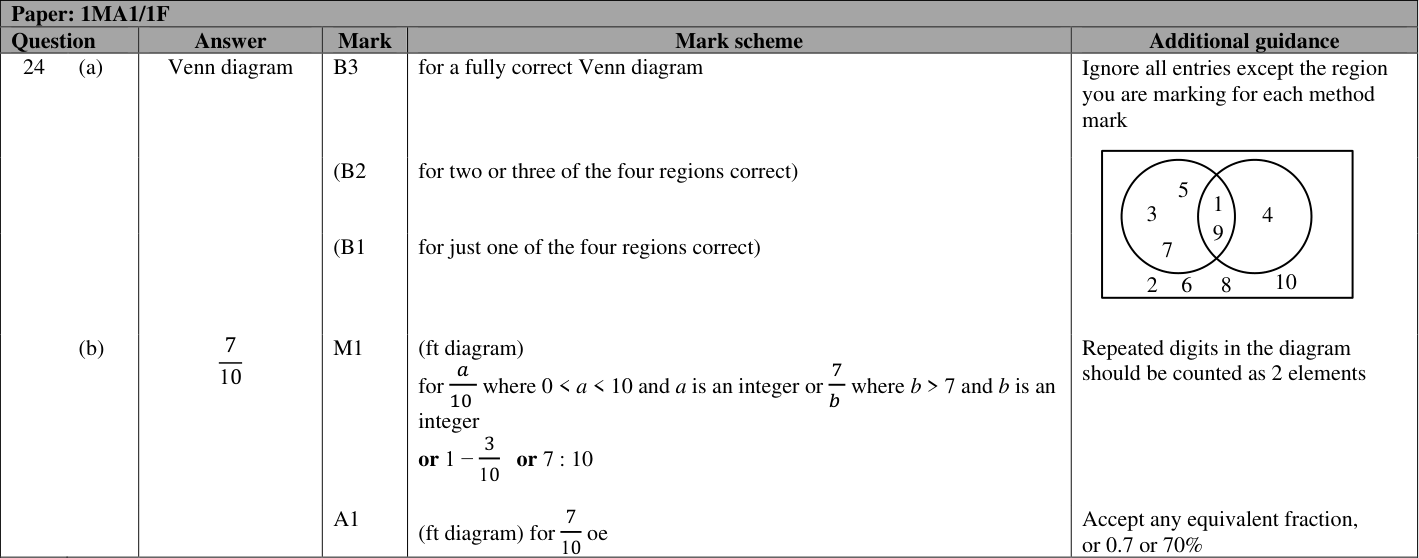 Paper: 1MA1/1F
Question Answer Mark Mark scheme Additional guidance
24 (a) Venn diagram B3 for a fully correct Venn diagram Ignore all entries except the region
you are marking for each method
mark
(B2 for two or three of the four regions correct)
(B1 for just one of the four regions correct)
5
3
7
1
9
4
2 6 8 10
(b) 7/10 M1 (ft diagram) Repeated digits in the diagram
should be counted as 2 elements
for a/10 where 0 < a < 10 and a is an integer or 7/b where b > 7 and b is an
integer
or 1 − 3/10 or 7 : 10
A1 (ft diagram) for 7/10 oe Accept any equivalent fraction,
or 0.7 or 70%